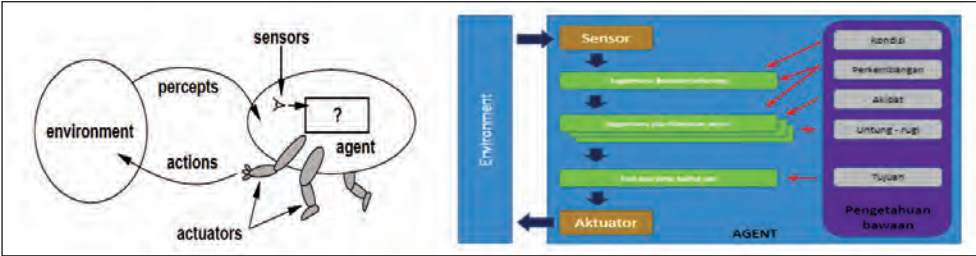 sensors
percepts
environment
?
agent
actions
actuators
Environment
Sensor
Aktuator
AGENT
Kondisi
Perkembangan
Akibat
Untung - rugi
Tujuan
Pengetahuan
bawaan